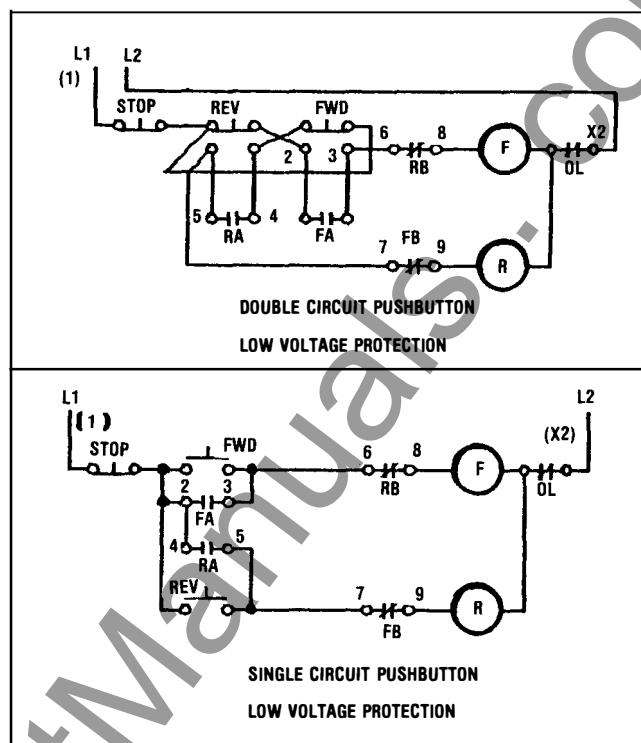 L1 L2
(1)
STOP REV FWD
6 8 X2
2 3 F
RB OL
5 4
RA FA FB
7 9
R
DOUBLE CIRCUIT PUSHBUTTON
LOW VOLTAGE PROTECTION
L1 L2
(1) (X2)
STOP FWD 6 8
F
2 3 RB OL
FA
4 5
RA
REV 7 9
R
FB
SINGLE CIRCUIT PUSHBUTTON
LOW VOLTAGE PROTECTION
tManuals.co